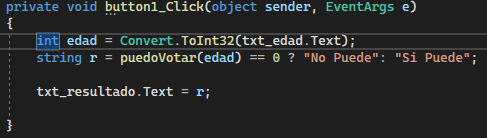 private void button1_Click(object sender, EventArgs e)
{
int edad = Convert.ToInt32(txt_edad.Text);
string r = puedoVotar(edad) == 0 ? "No Puede": "Si Puede";
txt_resultado.Text = r;
}